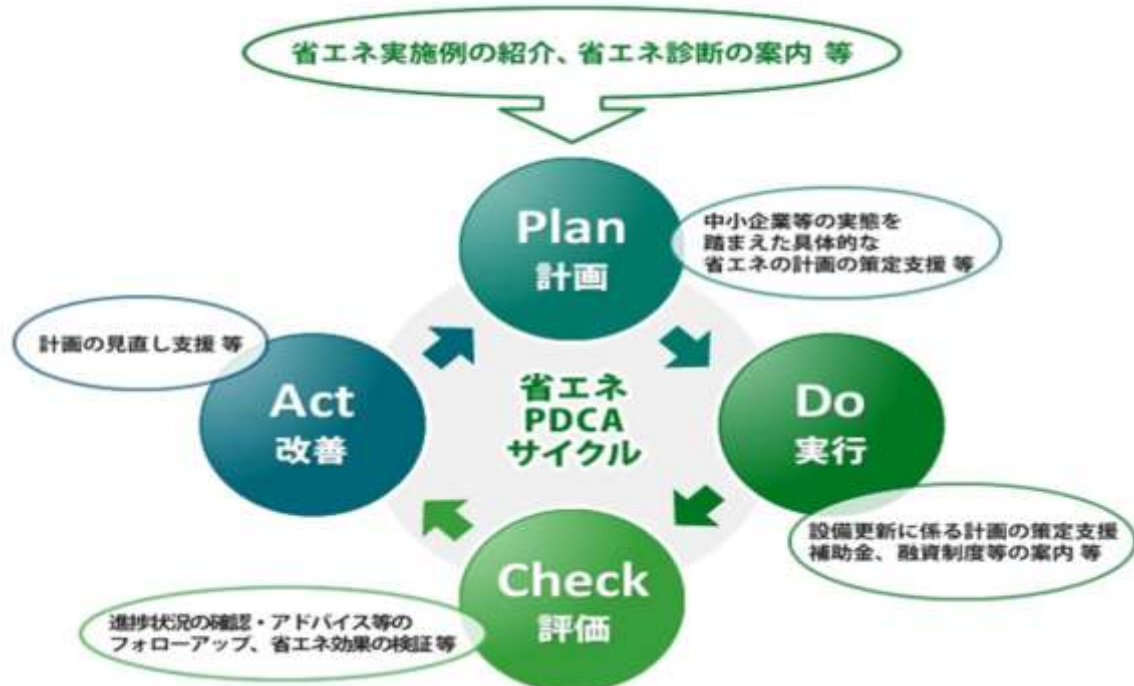 省エネ実施例の紹介、省エネ診断の案内 等
Plan
計画
中小企業等の実態を
踏まえた具体的な
省エネの計画の策定支援 等
計画の見直し支援 等
Act
改善
省エネ
PDCA
サイクル
Do
実行
設備更新に係る計画の策定支援
補助金、融資制度等の案内 等
Check
評価
進捗状況の確認・アドバイス等の
フォローアップ、省エネ効果の検証 等